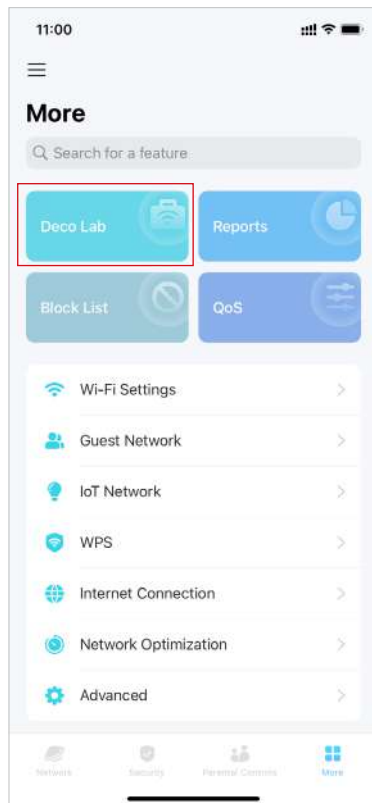 11:00
More
Search for a feature
Deco Lab
Reports
Block List
QoS
Wi-Fi Settings
Guest Network
IoT Network
WPS
Internet Connection
Network Optimization
Advanced
Network
Security
Parental Controls
More